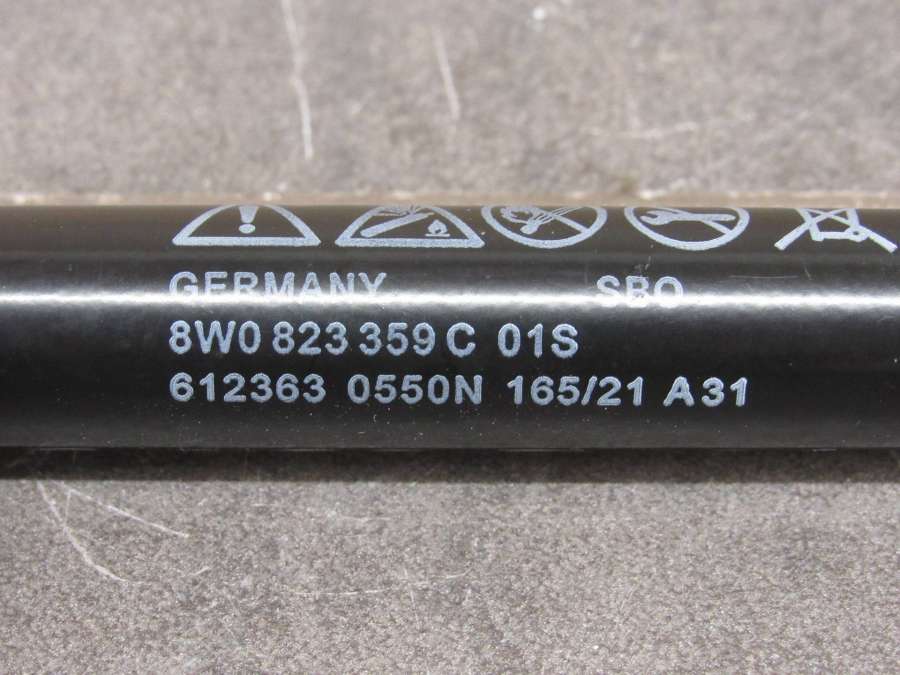 GERMANY SBO
8W0 823 359 C 01S
612363 0550N 165/21 A31